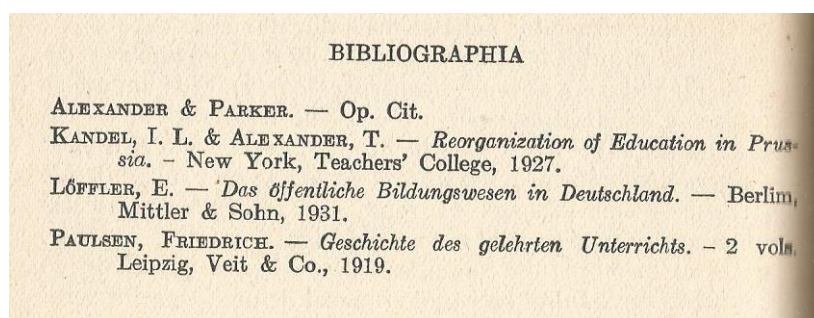 BIBLIOGRAPHIA
ALEXANDER & PARKER. — Op. Cit.
KANDEL, I. L. & ALEXANDER, T. — Reorganization of Education in Prus-
sia. – New York, Teachers' College, 1927.
LÖFFLER, E. — Das öffentliche Bildungswesen in Deutschland. — Berlim,
Mittler & Sohn, 1931.
PAULSEN, FRIEDRICH. — Geschichte des gelehrten Unterrichts. – 2 vols.
Leipzig, Veit & Co., 1919.